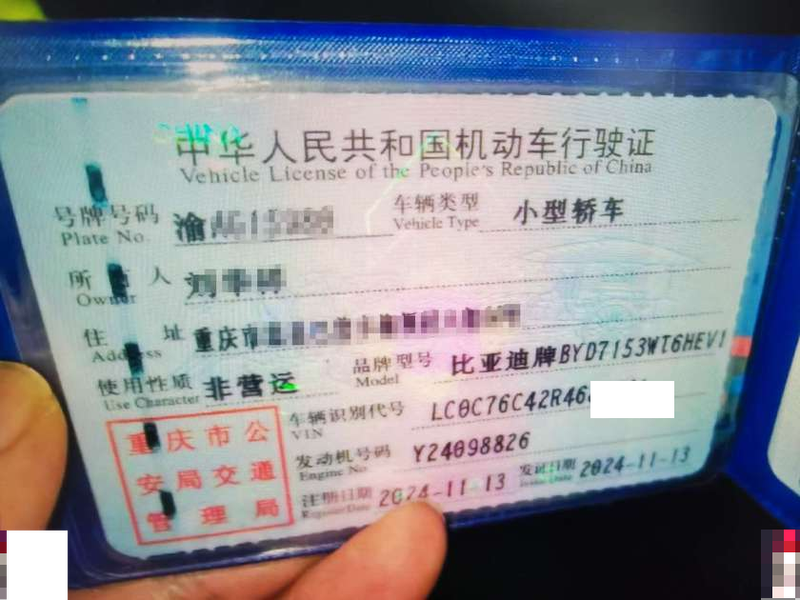 中华人民共和国机动车行驶证
Vehicle License of the People's Republic of China
号牌号码 渝 车辆类型 小型轿车
Plate No. Vehicle Type
所 人
Owner
住 址 重庆市
Address
使用性质 非营运 品牌型号 比亚迪牌BYD7153WT6HEV1
Use Character Model
车辆识别代号 LC0C76C42R46
VIN
发动机号码 Y24098826
Engine No.
注册日期 2024-11-13 发证日期 2024-11-13
Register Date Issue Date
重庆市公
安局交通
管理局